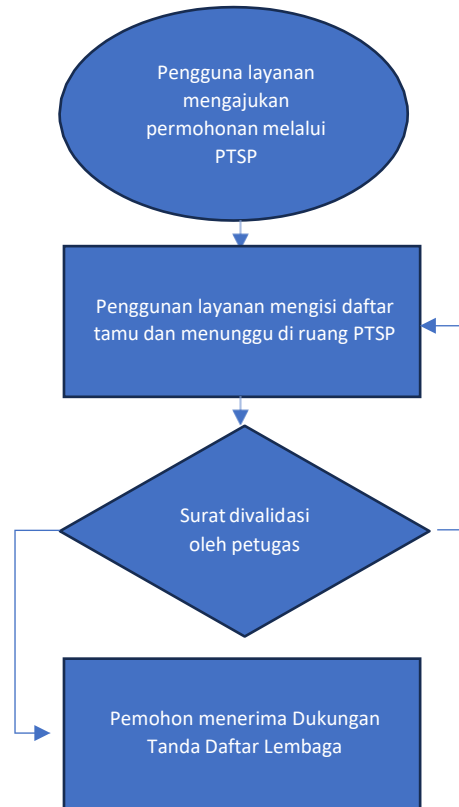 Pengguna layanan
mengajukan
permohonan melalui
PTSP
Penggunan layanan mengisi daftar
tamu dan menunggu di ruang PTSP
Surat divalidasi
oleh petugas
Pemohon menerima Dukungan
Tanda Daftar Lembaga